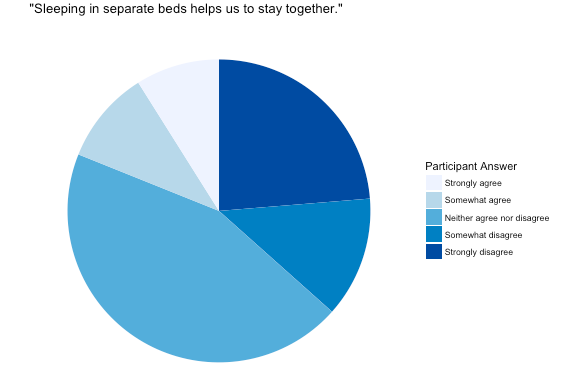 "Sleeping in separate beds helps us to stay together."
Participant Answer
Strongly agree
Somewhat agree
Neither agree nor disagree
Somewhat disagree
Strongly disagree